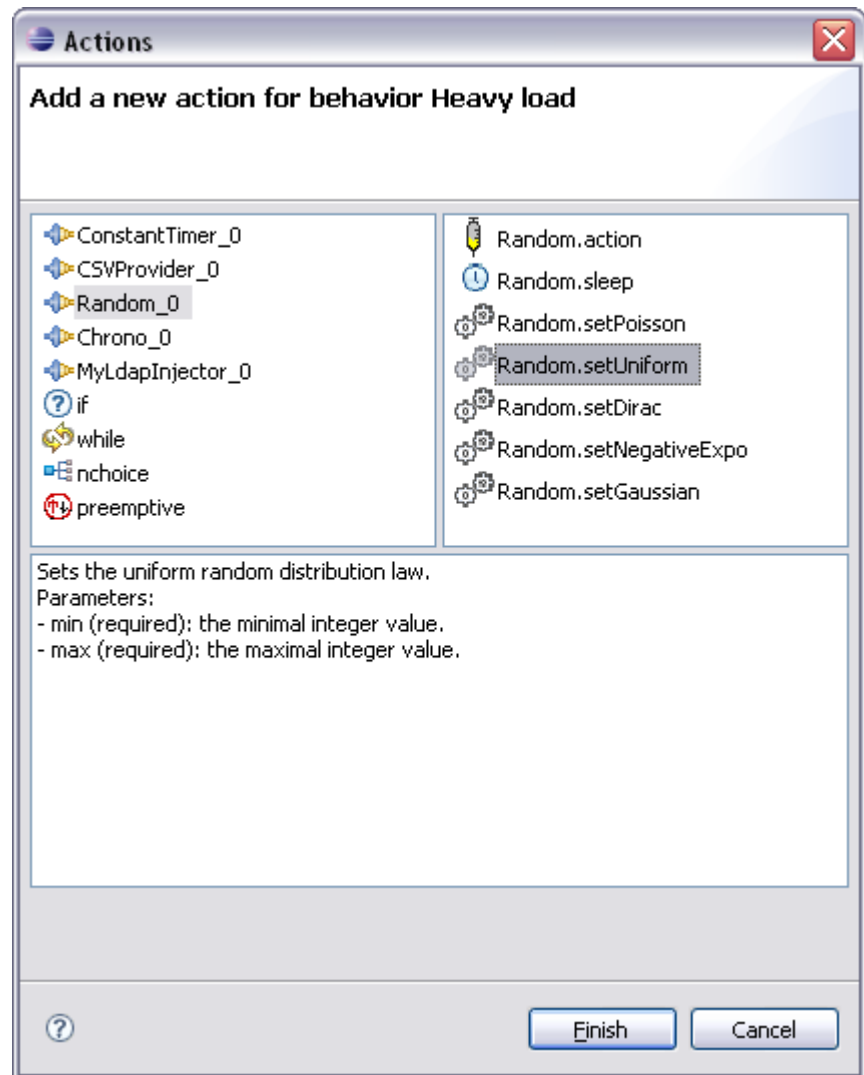 Actions
Add a new action for behavior Heavy load
ConstantTimer_0
CSVProvider_0
Random_0
Chrono_0
MyLdapInjector_0
if
while
nchoice
preemptive
Random.action
Random.sleep
Random.setPoisson
Random.setUniform
Random.setDirac
Random.setNegativeExpo
Random.setGaussian
Sets the uniform random distribution law.
Parameters:
- min (required): the minimal integer value.
- max (required): the maximal integer value.
Finish
Cancel